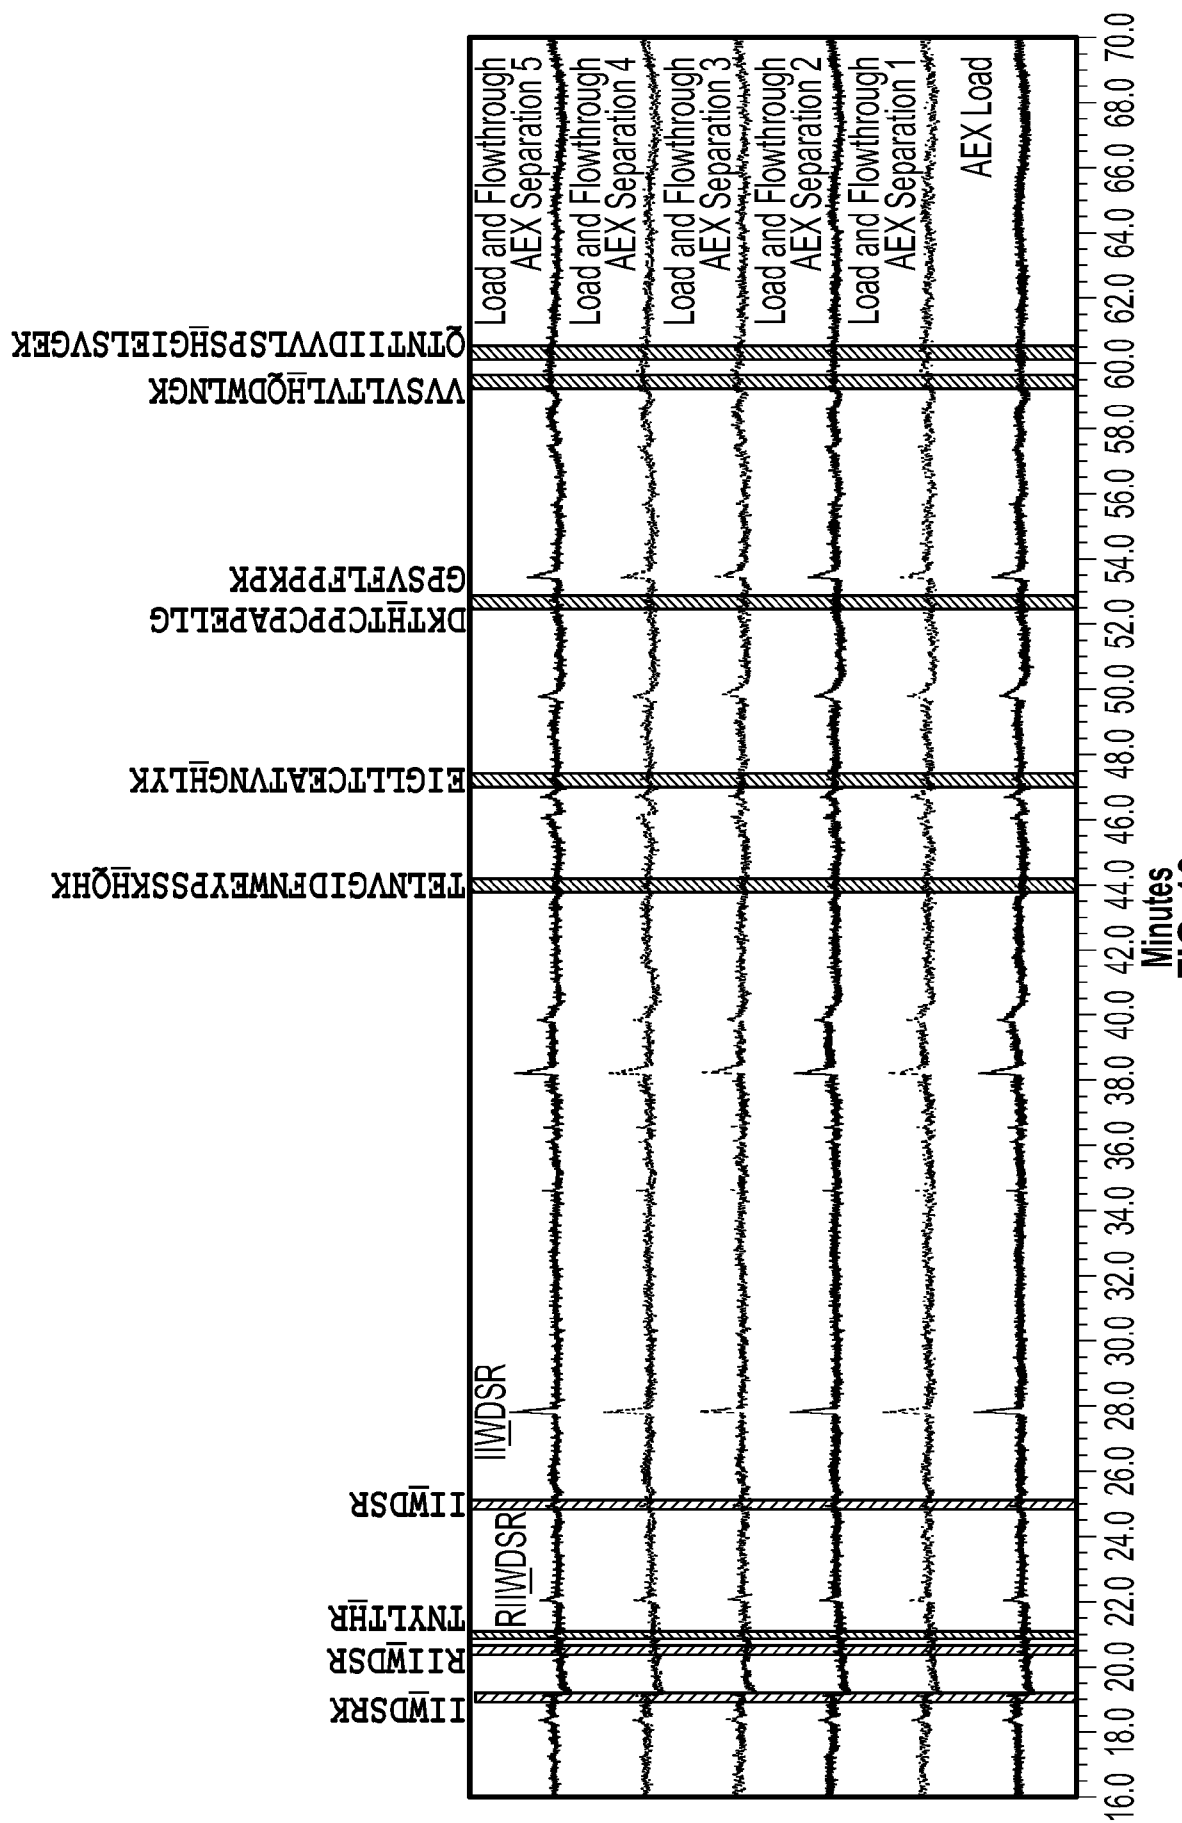 IIWDSRK
RIIWDSR
TNYLTHR
IIWDSR
TELNVGIDFNWEYPSSKHQHK
EIGLLTCEATVNGHLYK
DKTHTCPPCPAPELLG
GPSVFLFPPKPK
VVSVLTVLHQDWLNGK
QTNTIIDVVLSPSHGIELSVGEK
RIIWDSR
IIWDSR
Load and Flowthrough
AEX Separation 5
Load and Flowthrough
AEX Separation 4
Load and Flowthrough
AEX Separation 3
Load and Flowthrough
AEX Separation 2
Load and Flowthrough
AEX Separation 1
AEX Load
16.0 18.0 20.0 22.0 24.0 26.0 28.0 30.0 32.0 34.0 36.0 38.0 40.0 42.0 44.0 46.0 48.0 50.0 52.0 54.0 56.0 58.0 60.0 62.0 64.0 66.0 68.0 70.0
Minutes